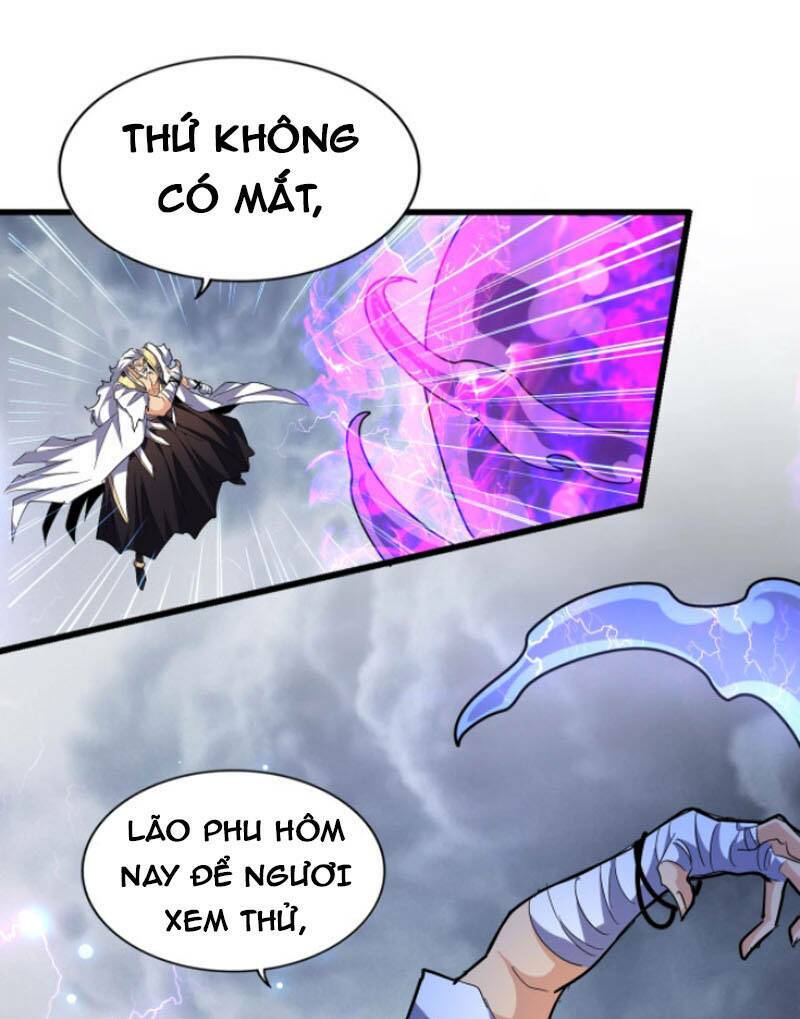 THỨ KHÔNG
CÓ MẮT,
LÃO PHU HÔM
NAY ĐỂ NGƯƠI
XEM THỬ,